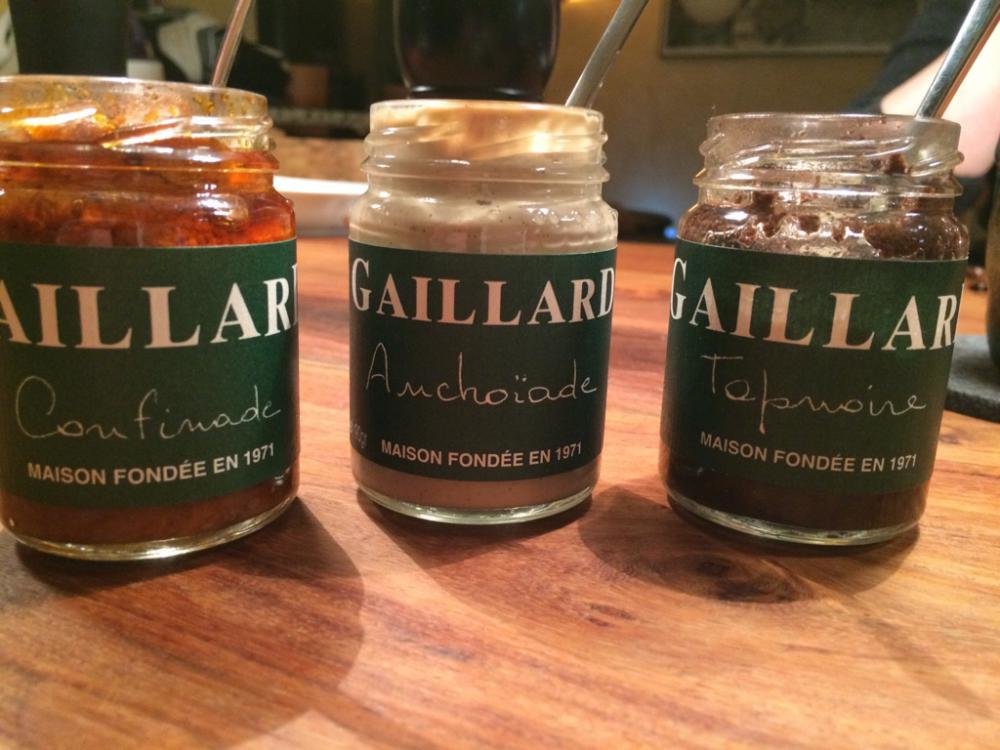 AILLAR
Confinade
MAISON FONDÉE EN 1971
GAILLARD
Anchoïade
MAISON FONDÉE EN 1971
GAILLAR
Tapnoire
MAISON FONDÉE EN 1971